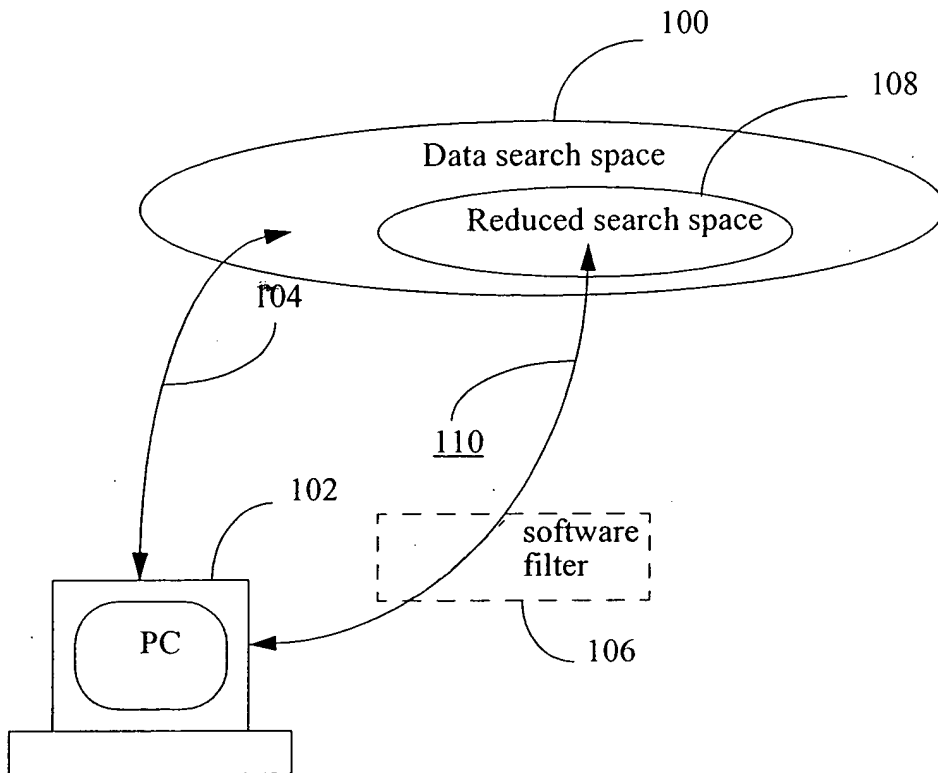 100
108
Data search space
Reduced search space
104
110
102
software
filter
PC
106